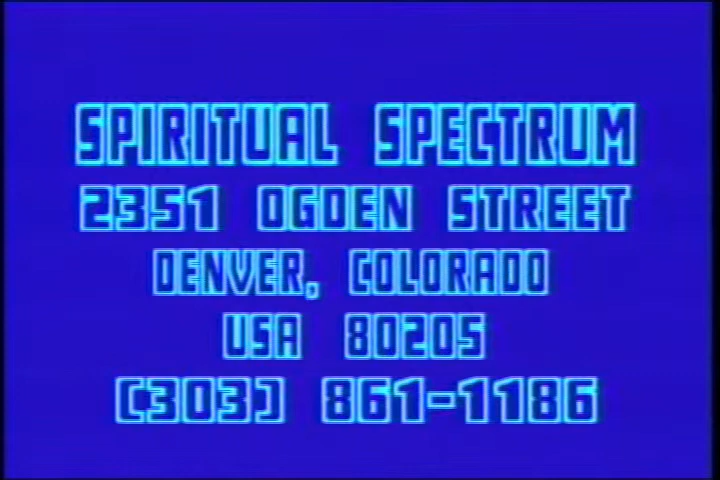 SPIRITUAL SPECTRUM
2351 OGDEN STREET
DENVER, COLORADO
USA 80205
(303) 861-1186